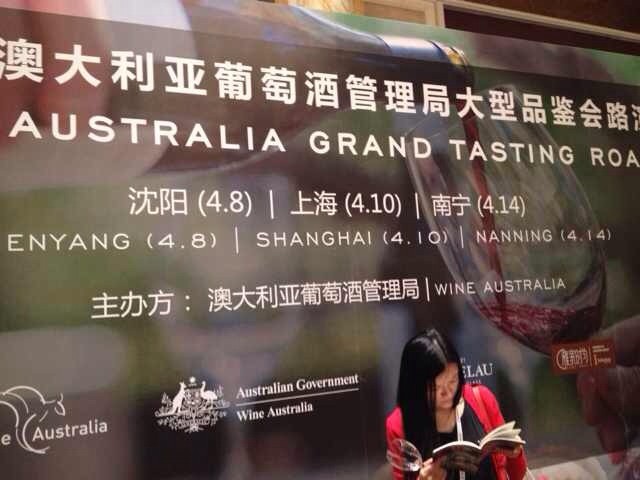 澳大利亚葡萄酒管理局大型品鉴会路
AUSTRALIA GRAND TASTING ROA
沈阳 (4.8) | 上海 (4.10) | 南宁 (4.14)
ENYANG (4.8) | SHANGHAI (4.10) | NANNING (4.14)
主办方： 澳大利亚葡萄酒管理局 | WINE AUSTRALIA
Australian Government
Wine Australia
Australia